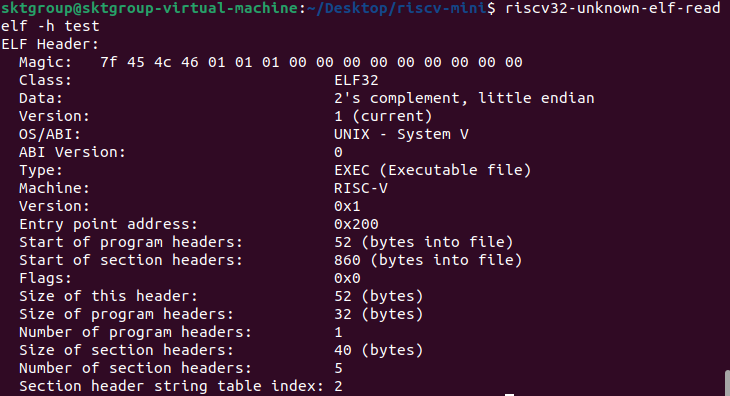 sktgroup@sktgroup-virtual-machine:~/Desktop/riscv-mini$ riscv32-unknown-elf-read
elf -h test
ELF Header:
  Magic:   7f 45 4c 46 01 01 01 00 00 00 00 00 00 00 00 00
  Class:                             ELF32
  Data:                              2's complement, little endian
  Version:                           1 (current)
  OS/ABI:                            UNIX - System V
  ABI Version:                       0
  Type:                              EXEC (Executable file)
  Machine:                           RISC-V
  Version:                           0x1
  Entry point address:               0x200
  Start of program headers:          52 (bytes into file)
  Start of section headers:          860 (bytes into file)
  Flags:                             0x0
  Size of this header:               52 (bytes)
  Size of program headers:           32 (bytes)
  Number of program headers:         1
  Size of section headers:           40 (bytes)
  Number of section headers:         5
  Section header string table index: 2